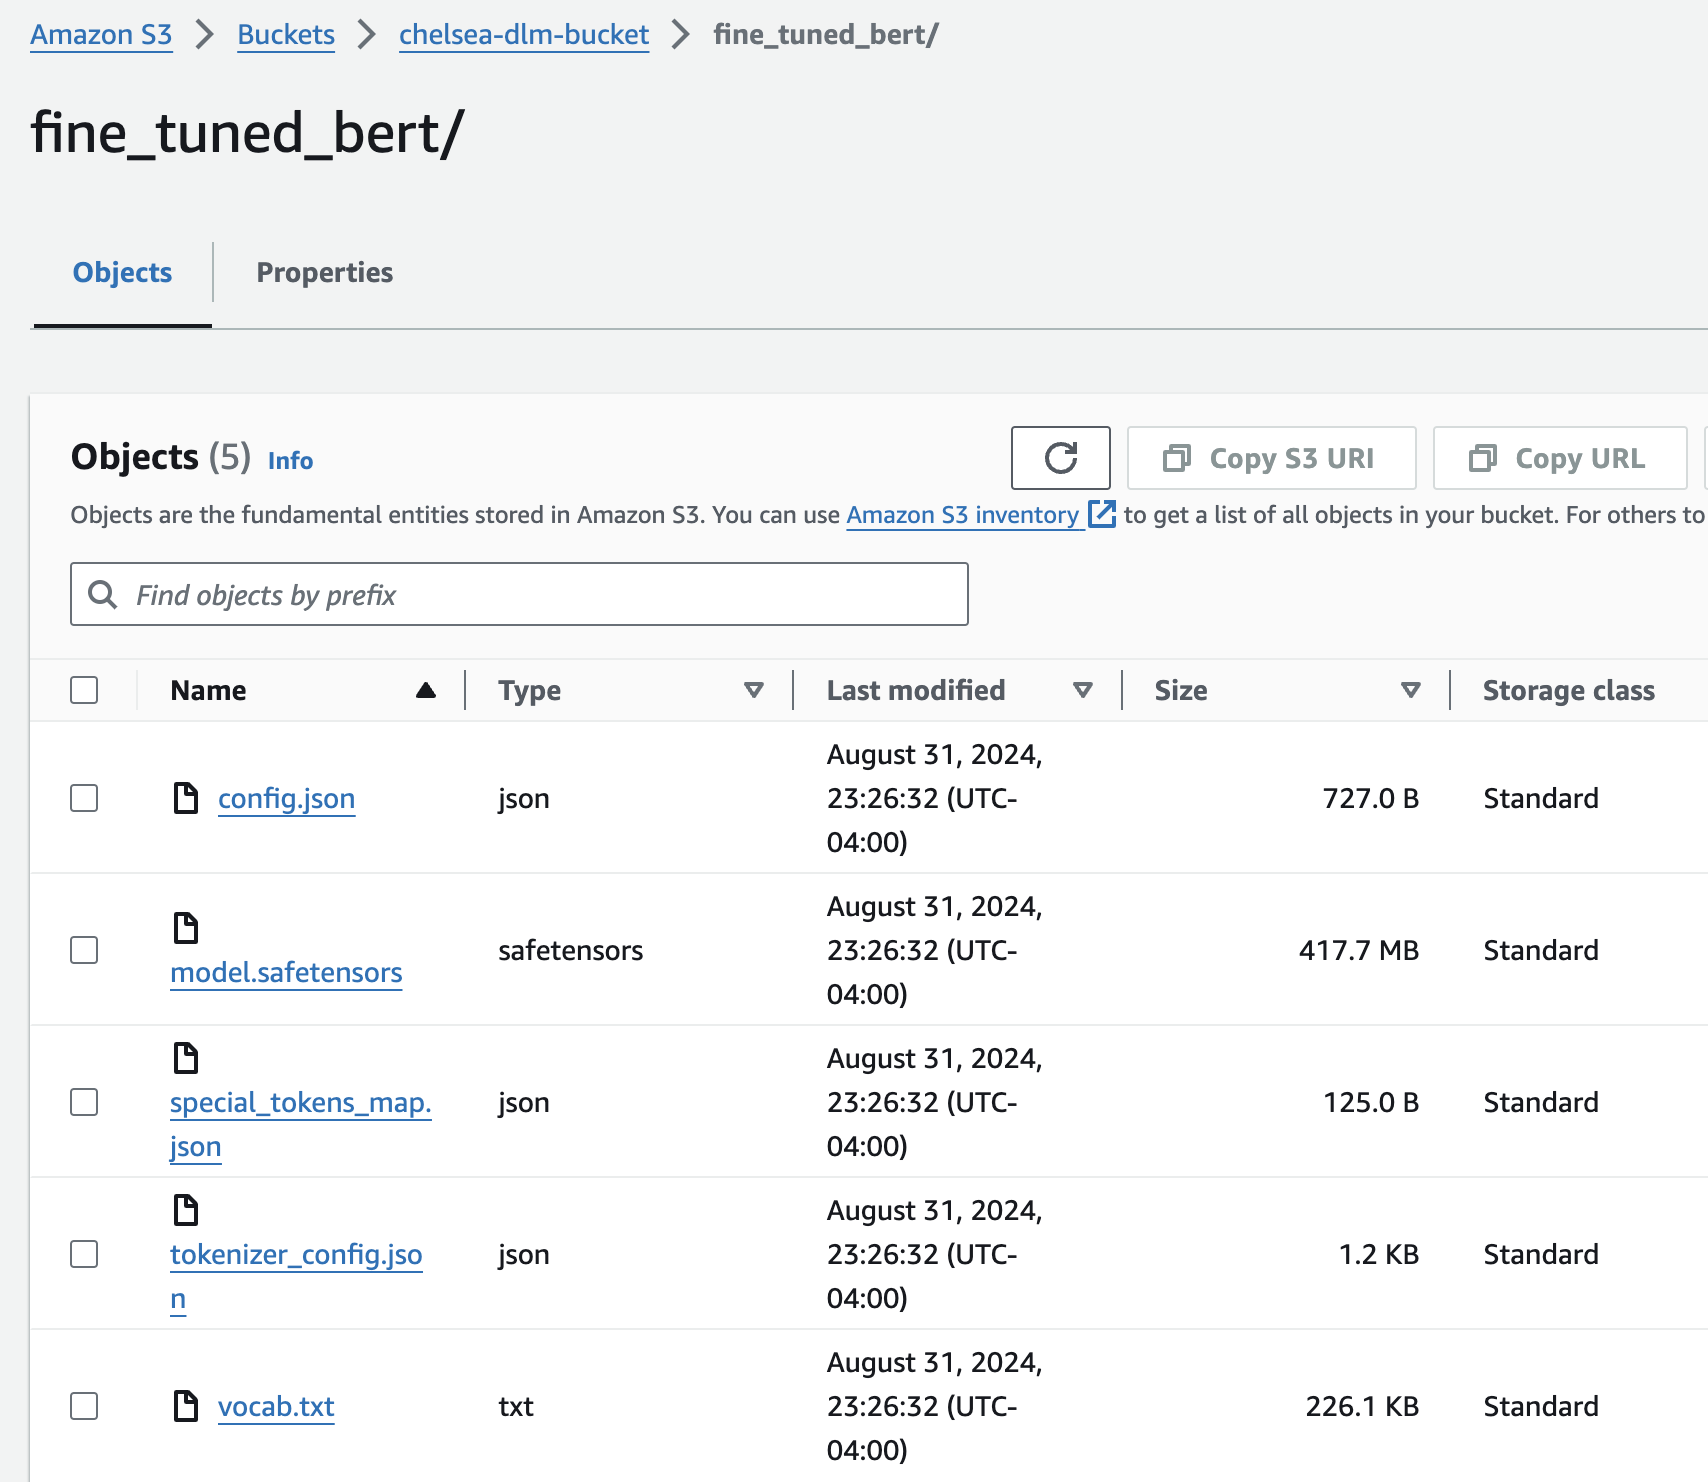 Amazon S3 > Buckets > chelsea-dlm-bucket > fine_tuned_bert/
fine_tuned_bert/
Objects Properties
Objects (5) Info Copy S3 URI Copy URL
Objects are the fundamental entities stored in Amazon S3. You can use Amazon S3 inventory to get a list of all objects in your bucket. For others to
Find objects by prefix
Name Type Last modified Size Storage class
August 31, 2024,
config.json json 23:26:32 (UTC- 727.0 B Standard
04:00)
August 31, 2024,
safetensors 23:26:32 (UTC- 417.7 MB Standard
model.safetensors
04:00)
August 31, 2024,
special_tokens_map. json 23:26:32 (UTC- 125.0 B Standard
json 04:00)
August 31, 2024,
tokenizer_config.jso json 23:26:32 (UTC- 1.2 KB Standard
n 04:00)
August 31, 2024,
vocab.txt txt 23:26:32 (UTC- 226.1 KB Standard
04:00)